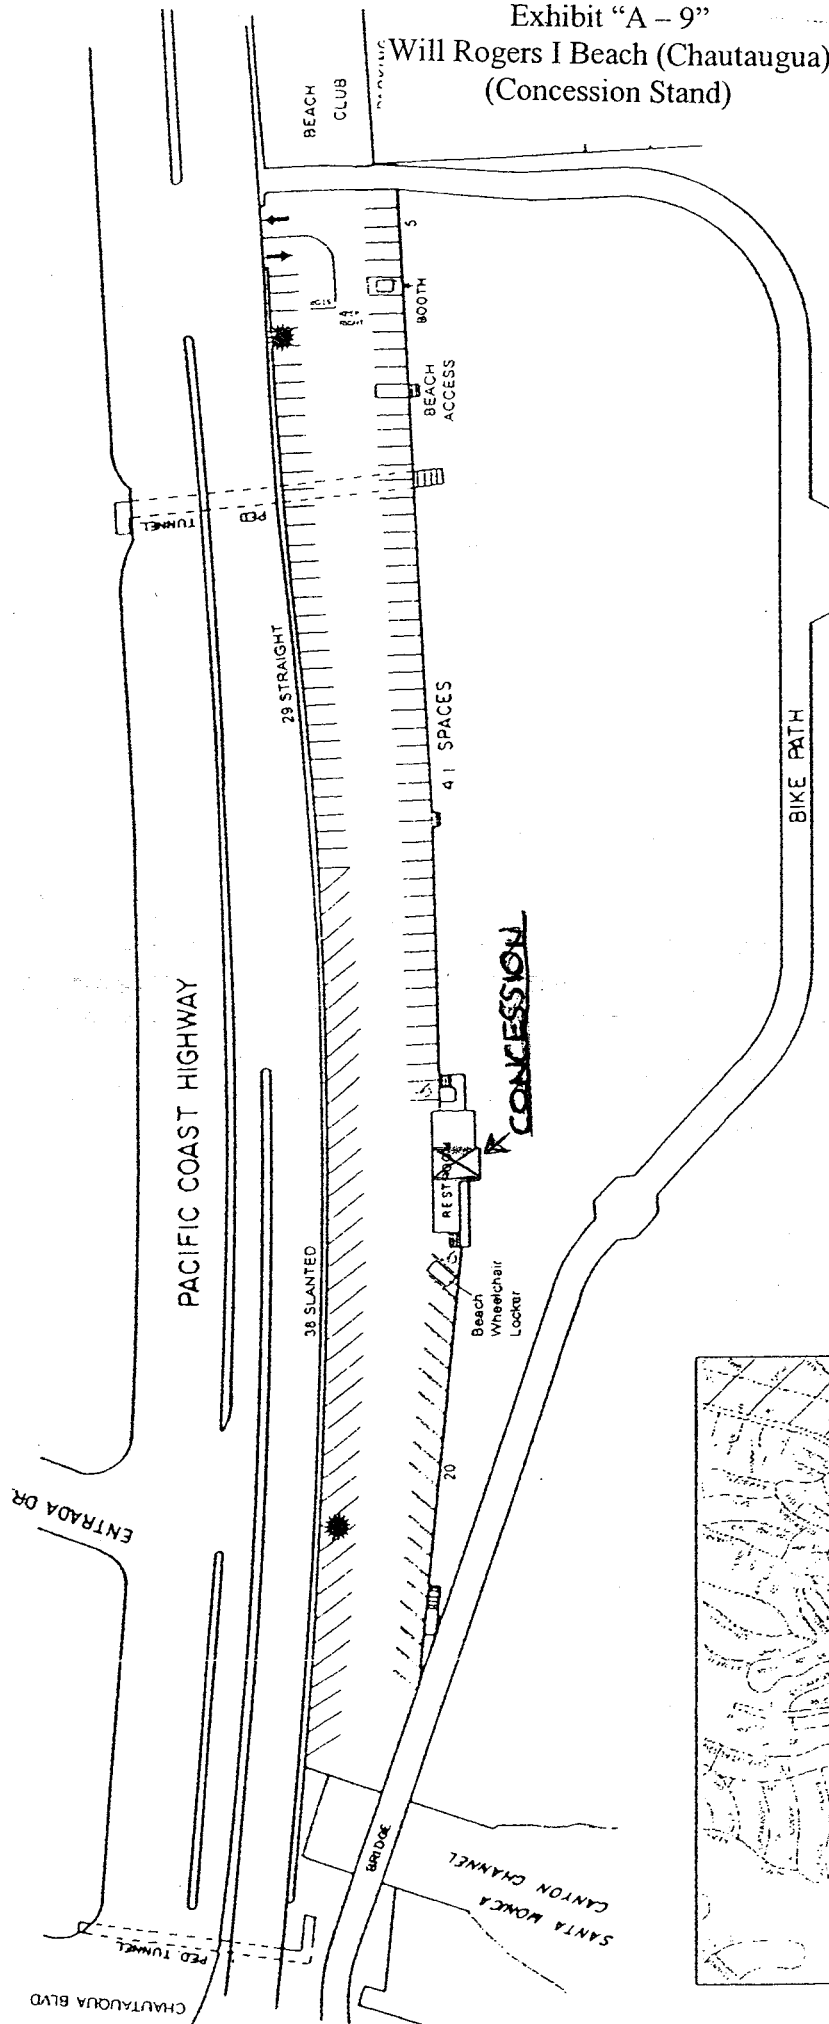 Exhibit “A – 9”
Will Rogers I Beach (Chautaugua)
(Concession Stand)
BEACH
CLUB
PARKING
5
BOOTH
BEACH
ACCESS
TUNNEL
PED
29 STRAIGHT
41 SPACES
BIKE PATH
PACIFIC COAST HIGHWAY
CONCESSION
RESTROOM
38 SLANTED
Beach
Wheelchair
Locker
20
ENTRADA DR.
BRIDGE
SANTA MONICA
CANYON CHANNEL
PED. TUNNEL
CHAUTAUQUA BLVD